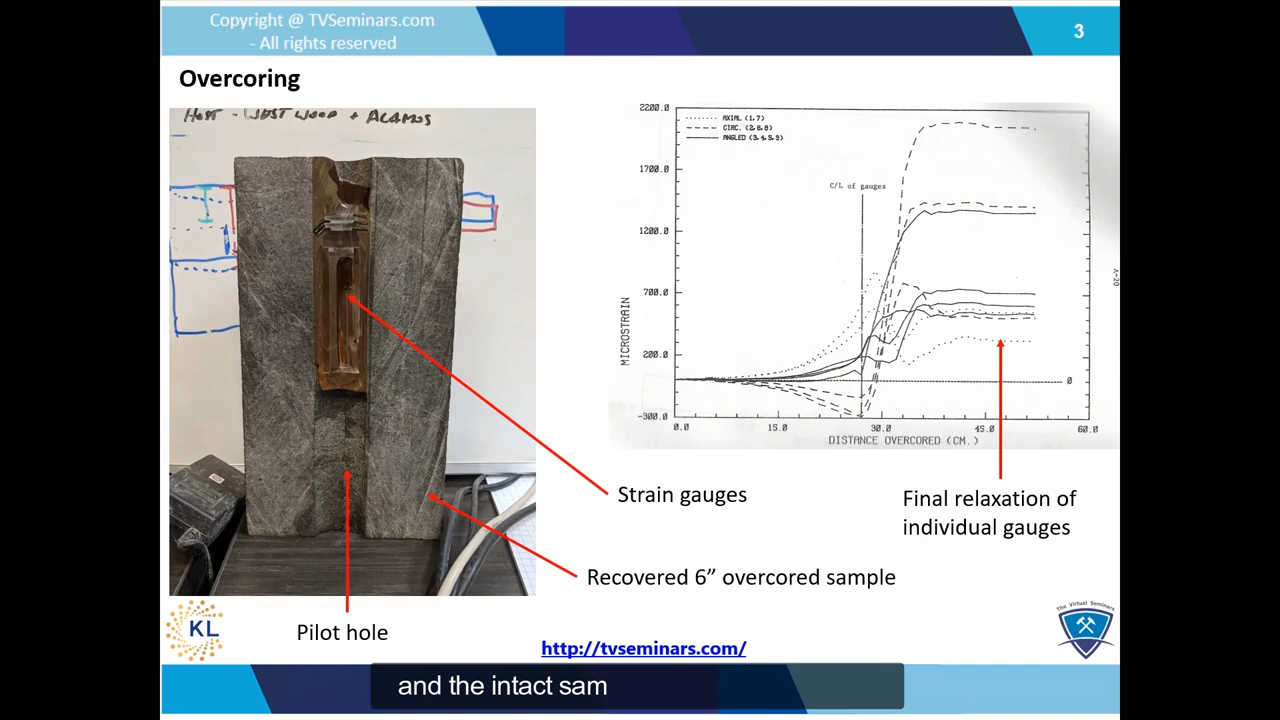 Copyright @ TVSeminars.com
- All rights reserved
3
Overcoring
HOST - WESTWOOD + ALAMOS
2200.0
1700.0
1200.0
700.0
200.0
-300.0
MICROSTRAIN
AXIAL (1,7)
CIRC. (2,6,8)
ANGLED (3,4,5,9)
C/L of gauges
0
A-20
0.0 15.0 30.0 45.0 60.0
DISTANCE OVERCORED (CM.)
Strain gauges
Final relaxation of
individual gauges
Recovered 6” overcored sample
Pilot hole
KL
The Virtual Seminars
http://tvseminars.com/
and the intact sam